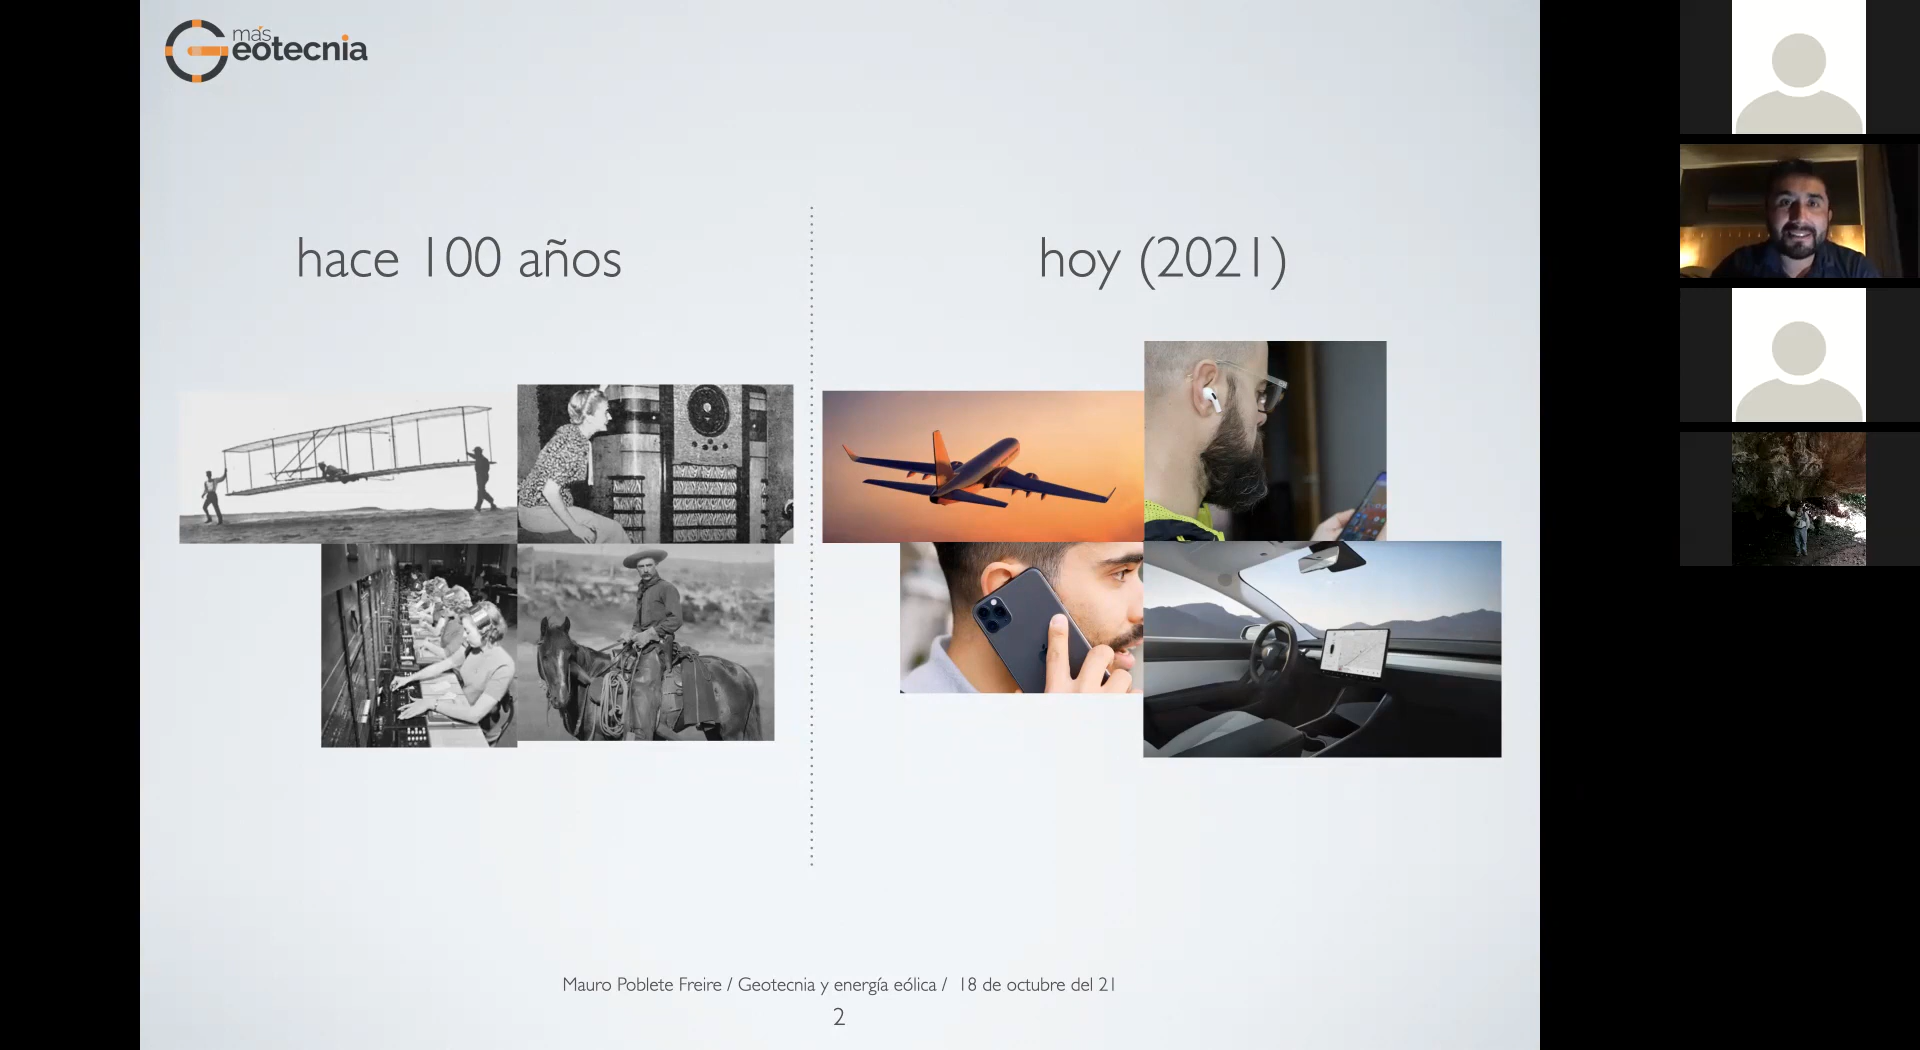 más
Geotecnia
hace 100 años
hoy (2021)
Mauro Poblete Freire / Geotecnia y energía eólica / 18 de octubre del 21
2